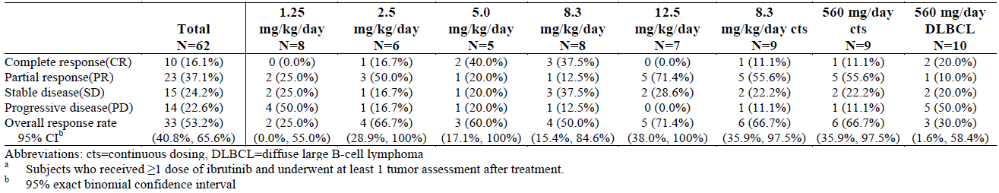 1.25 2.5 5.0 8.3 12.5 8.3 560 mg/day 560 mg/day
Total mg/kg/day mg/kg/day mg/kg/day mg/kg/day mg/kg/day mg/kg/day cts cts DLBCL
N=62 N=8 N=6 N=5 N=8 N=7 N=9 N=9 N=10
Complete response(CR) 10 (16.1%) 0 (0.0%) 1 (16.7%) 2 (40.0%) 3 (37.5%) 0 (0.0%) 1 (11.1%) 1 (11.1%) 2 (20.0%)
Partial response(PR) 23 (37.1%) 2 (25.0%) 3 (50.0%) 1 (20.0%) 1 (12.5%) 5 (71.4%) 5 (55.6%) 5 (55.6%) 1 (10.0%)
Stable disease(SD) 15 (24.2%) 2 (25.0%) 1 (16.7%) 1 (20.0%) 3 (37.5%) 2 (28.6%) 2 (22.2%) 2 (22.2%) 2 (20.0%)
Progressive disease(PD) 14 (22.6%) 4 (50.0%) 1 (16.7%) 1 (20.0%) 1 (12.5%) 0 (0.0%) 1 (11.1%) 1 (11.1%) 5 (50.0%)
Overall response rate 33 (53.2%) 2 (25.0%) 4 (66.7%) 3 (60.0%) 4 (50.0%) 5 (71.4%) 6 (66.7%) 6 (66.7%) 3 (30.0%)
95% CIb (40.8%, 65.6%) (0.0%, 55.0%) (28.9%, 100%) (17.1%, 100%) (15.4%, 84.6%) (38.0%, 100%) (35.9%, 97.5%) (35.9%, 97.5%) (1.6%, 58.4%)
Abbreviations: cts=continuous dosing, DLBCL=diffuse large B-cell lymphoma
a Subjects who received ≥1 dose of ibrutinib and underwent at least 1 tumor assessment after treatment.
b 95% exact binomial confidence interval